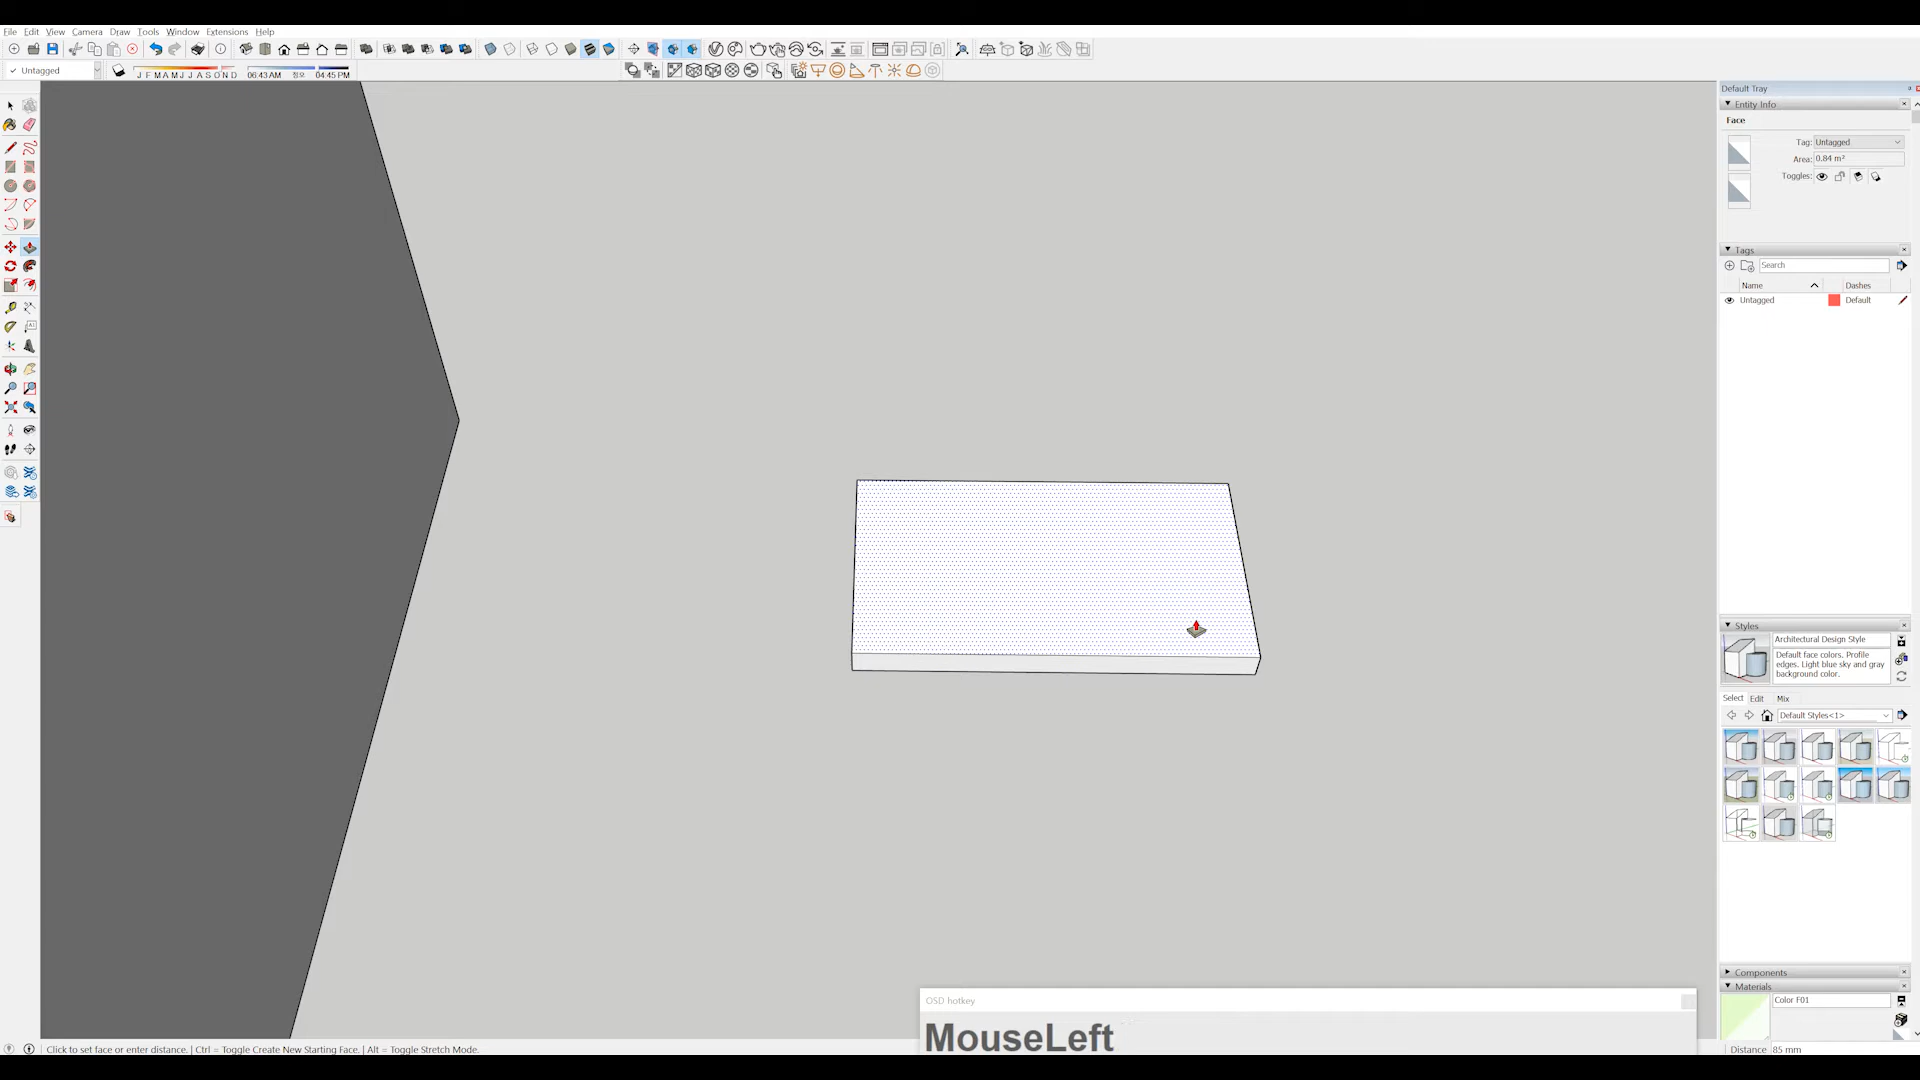 File Edit View Camera Draw Tools Window Extensions Help
Untagged
J F M A M J J A S O N D 06:43 AM 정오 04:45 PM
Default Tray
Entity Info
Face
Tag: Untagged
Area: 0.84 m²
Toggles:
Tags
Search
Name Dashes
Untagged Default
Styles
Architectural Design Style
Default face colors. Profile
edges. Light blue sky and gray
background color.
Select Edit Mix
Default Styles<1>
Components
Materials
Color F01
OSD hotkey
MouseLeft
Click to set face or enter distance. | Ctrl = Toggle Create New Starting Face. | Alt = Toggle Stretch Mode.
Distance 85 mm